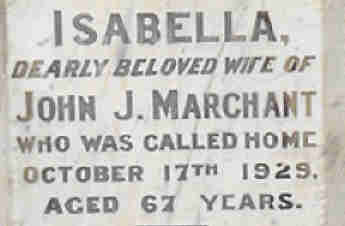 ISABELLA,
DEARLY BELOVED WIFE OF
JOHN J. MARCHANT
WHO WAS CALLED HOME
OCTOBER 17TH 1929.
AGED 67 YEARS.